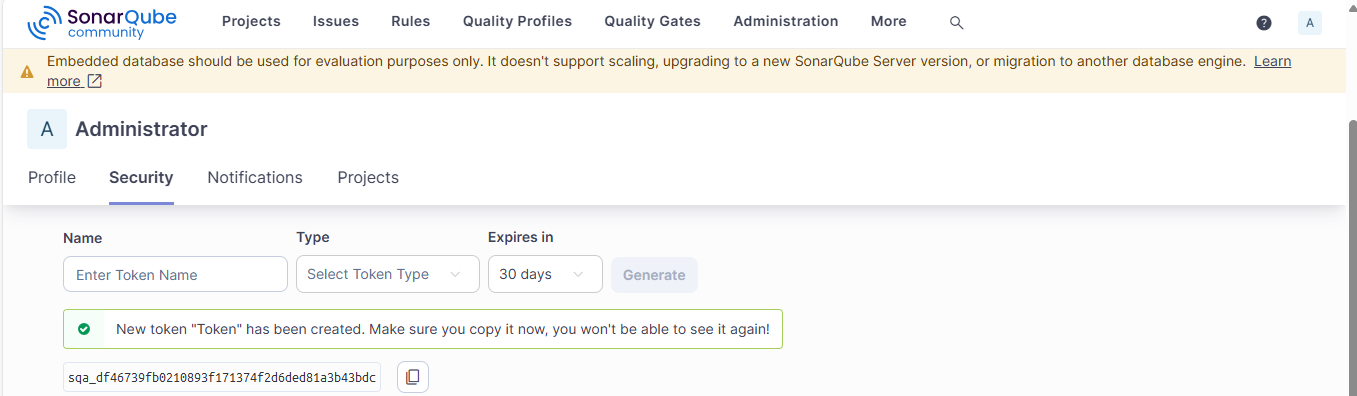 SonarQube
community
Projects Issues Rules Quality Profiles Quality Gates Administration More
? A
Embedded database should be used for evaluation purposes only. It doesn't support scaling, upgrading to a new SonarQube Server version, or migration to another database engine. Learn
more
A Administrator
Profile Security Notifications Projects
Name Type Expires in
Enter Token Name Select Token Type 30 days Generate
New token "Token" has been created. Make sure you copy it now, you won't be able to see it again!
sqa_df46739fb0210893f171374f2d6ded81a3b43bdc